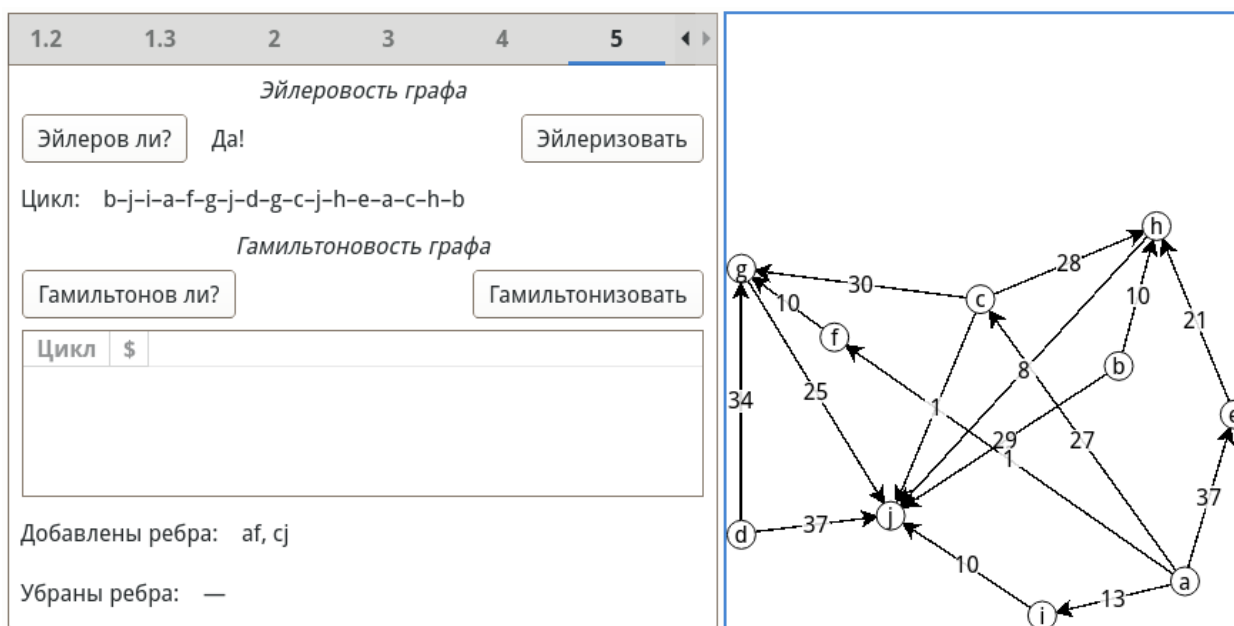 1.2 1.3 2 3 4 5
Эйлеровость графа
Эйлеров ли? Да! Эйлеризовать
Цикл: b–j–i–a–f–g–j–d–g–c–j–h–e–a–c–h–b
Гамильтоновость графа
Гамильтонов ли? Гамильтонизовать
Цикл $
Добавлены ребра: af, cj
Убраны ребра: —
h
g
28
c
30
10
10
21
f
b
8
25
34
1
e
29
27
1
37
j
37
d
10
a
13
i